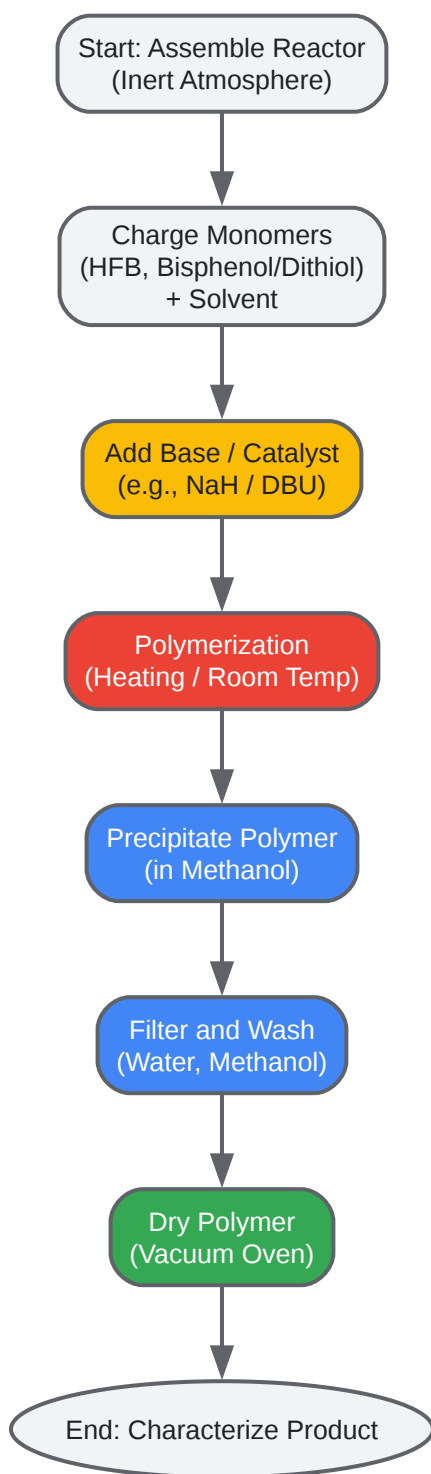 Start: Assemble Reactor
(Inert Atmosphere)
Charge Monomers
(HFB, Bisphenol/Dithiol)
+ Solvent
Add Base / Catalyst
(e.g., NaH / DBU)
Polymerization
(Heating / Room Temp)
Precipitate Polymer
(in Methanol)
Filter and Wash
(Water, Methanol)
Dry Polymer
(Vacuum Oven)
End: Characterize Product